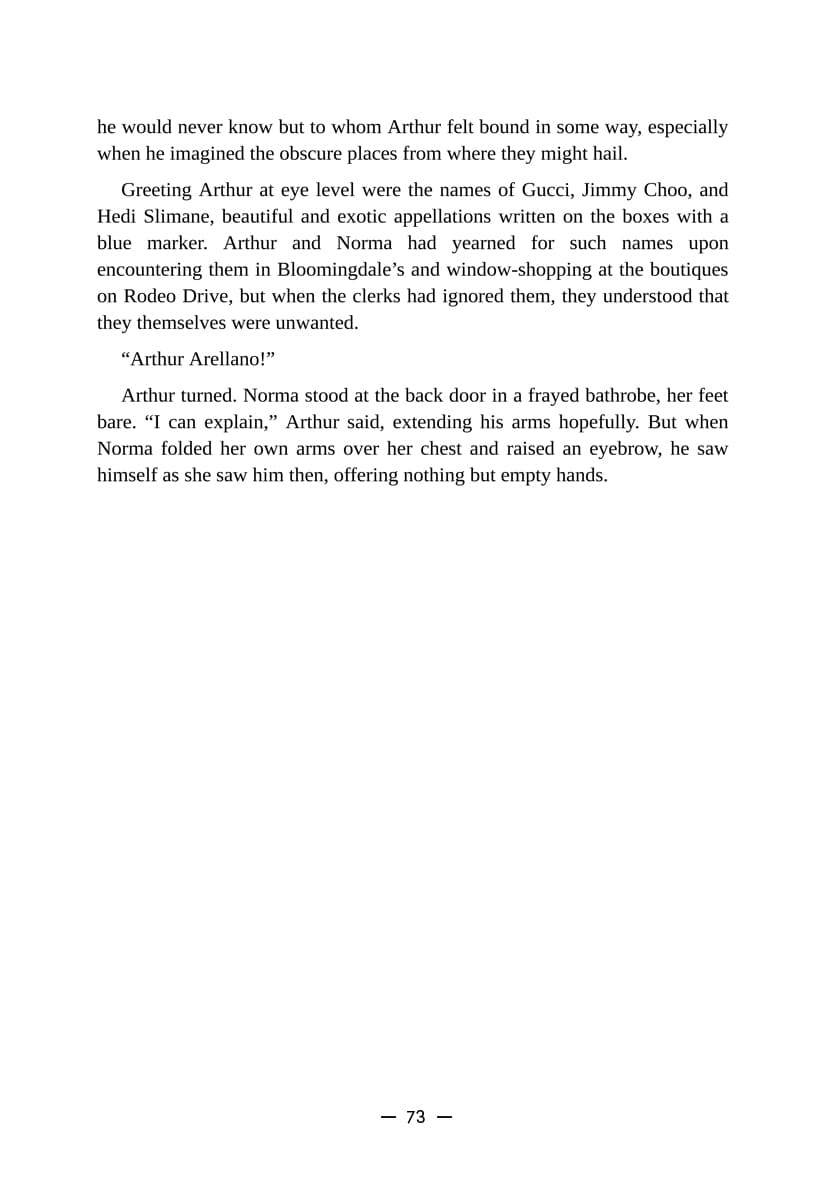 he would never know but to whom Arthur felt bound in some way, especially
when he imagined the obscure places from where they might hail.
Greeting Arthur at eye level were the names of Gucci, Jimmy Choo, and
Hedi Slimane, beautiful and exotic appellations written on the boxes with a
blue marker. Arthur and Norma had yearned for such names upon
encountering them in Bloomingdale’s and window-shopping at the boutiques
on Rodeo Drive, but when the clerks had ignored them, they understood that
they themselves were unwanted.
“Arthur Arellano!”
Arthur turned. Norma stood at the back door in a frayed bathrobe, her feet
bare. “I can explain,” Arthur said, extending his arms hopefully. But when
Norma folded her own arms over her chest and raised an eyebrow, he saw
himself as she saw him then, offering nothing but empty hands.
— 73 —